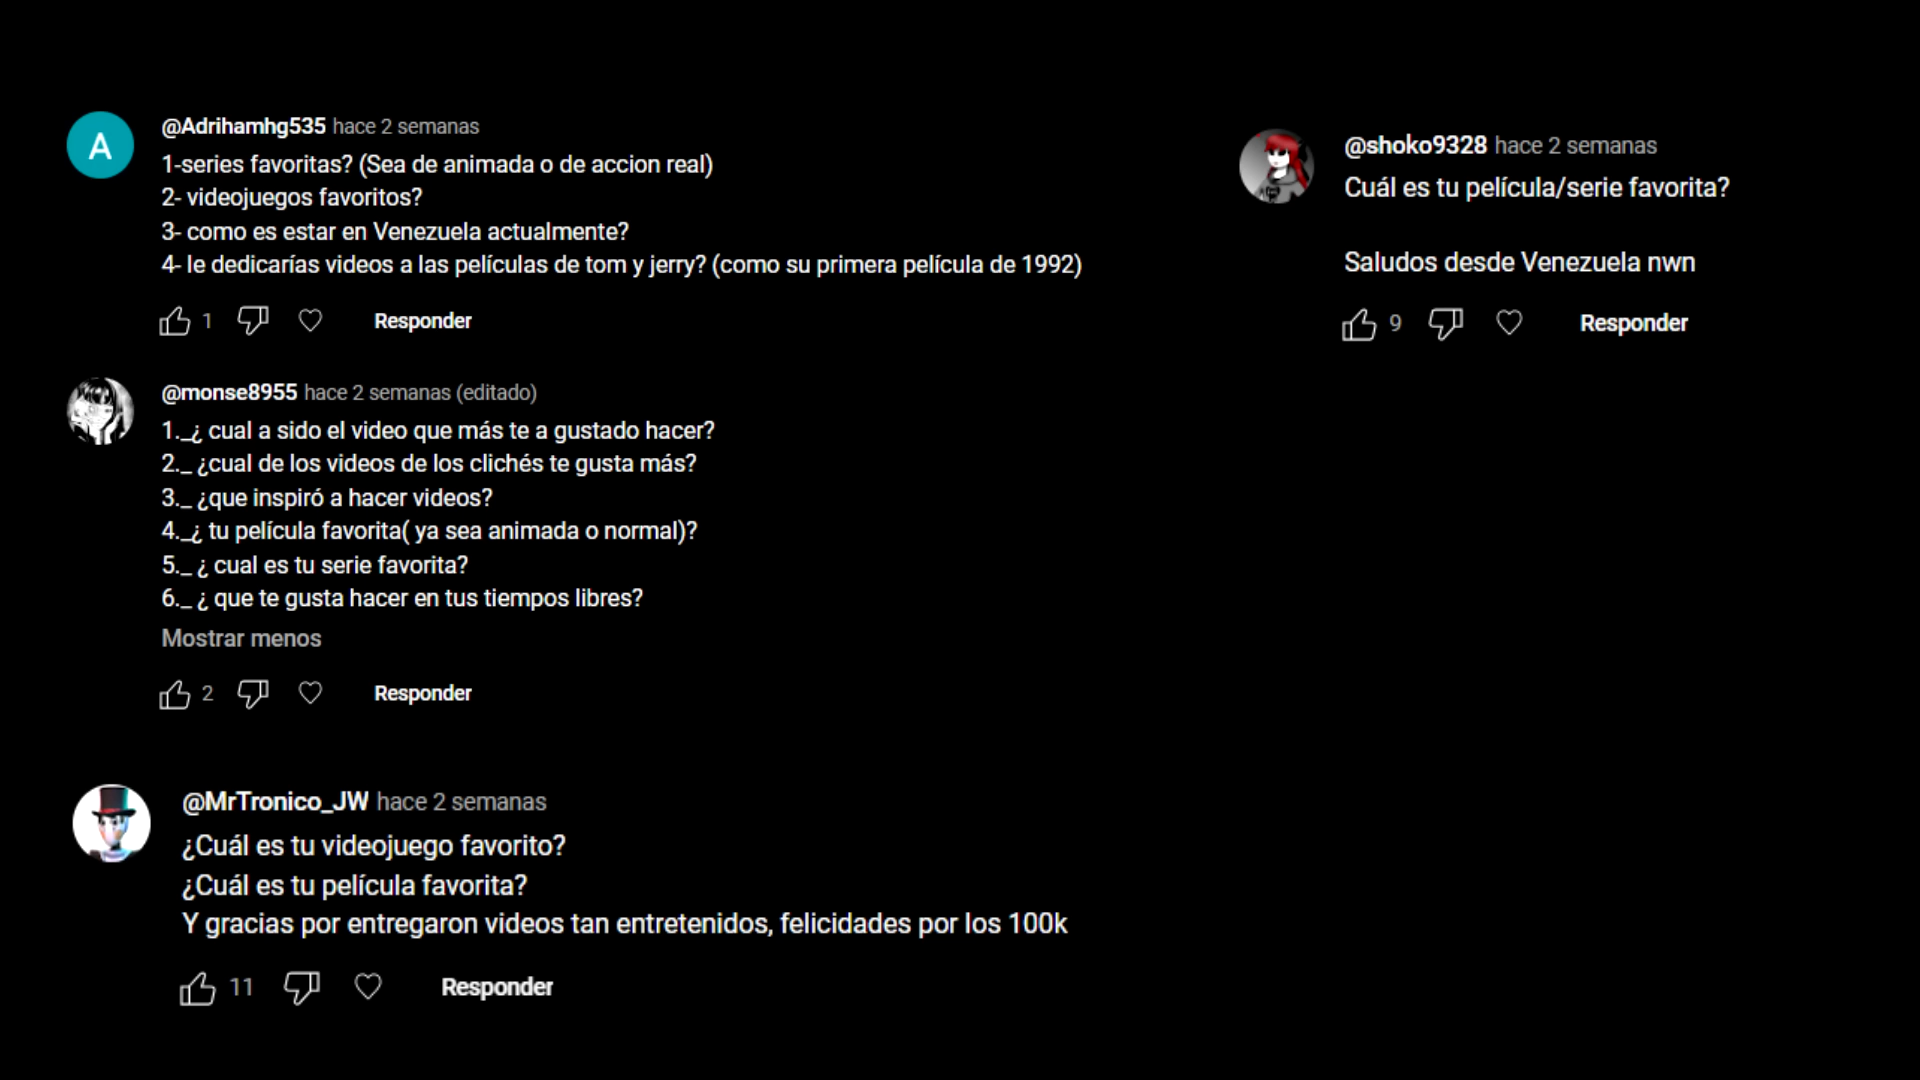 A
@Adrihamhg535 hace 2 semanas
1-series favoritas? (Sea de animada o de accion real)
2- videojuegos favoritos?
3- como es estar en Venezuela actualmente?
4- le dedicarías videos a las películas de tom y jerry? (como su primera película de 1992)
1 Responder
@monse8955 hace 2 semanas (editado)
1._¿ cual a sido el video que más te a gustado hacer?
2._ ¿cual de los videos de los clichés te gusta más?
3._ ¿que inspiró a hacer videos?
4._¿ tu película favorita( ya sea animada o normal)?
5._ ¿ cual es tu serie favorita?
6._ ¿ que te gusta hacer en tus tiempos libres?
Mostrar menos
2 Responder
@MrTronico_JW hace 2 semanas
¿Cuál es tu videojuego favorito?
¿Cuál es tu película favorita?
Y gracias por entregaron videos tan entretenidos, felicidades por los 100k
11 Responder
@shoko9328 hace 2 semanas
Cuál es tu película/serie favorita?
Saludos desde Venezuela nwn
9 Responder